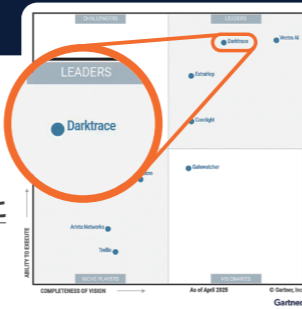 CHALLENGERS
LEADERS
Darktrace
Vectra AI
ExtraHop
LEADERS
Darktrace
Corelight
Gatewatcher
Arista Networks
Trellix
ABILITY TO EXECUTE
NICHE PLAYERS
VISIONARIES
COMPLETENESS OF VISION
As of April 2025
© Gartner, Inc
Gartner